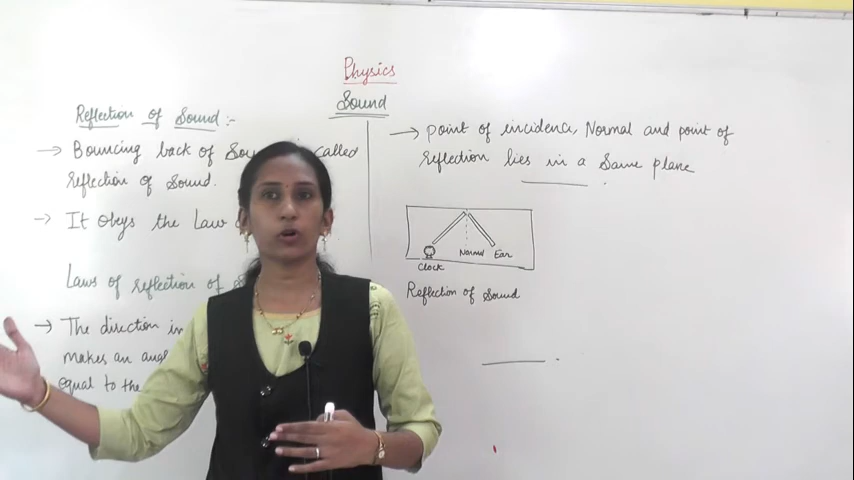 Physics
Sound
Reflection of Sound :-
→ Bouncing back of called
reflection of Sound.
→ It obeys the Law
Laws of reflection of
→ The direction in
makes an
equal to the
→ point of incidence, Normal and point of
reflection lies in a Same plane
Normal Ear
Clock
Reflection of Sound